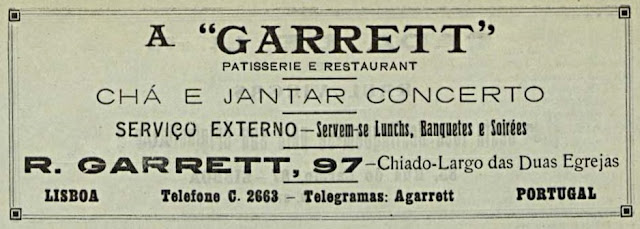 A "GARRETT"
PATISSERIE E RESTAURANT
CHÁ E JANTAR CONCERTO
SERVIÇO EXTERNO—Servem-se Lunchs, Banquetes e Soirées
R. GARRETT, 97—Chiado-Largo das Duas Egrejas
LISBOA Telefone C. 2663 - Telegramas: Agarrett PORTUGAL